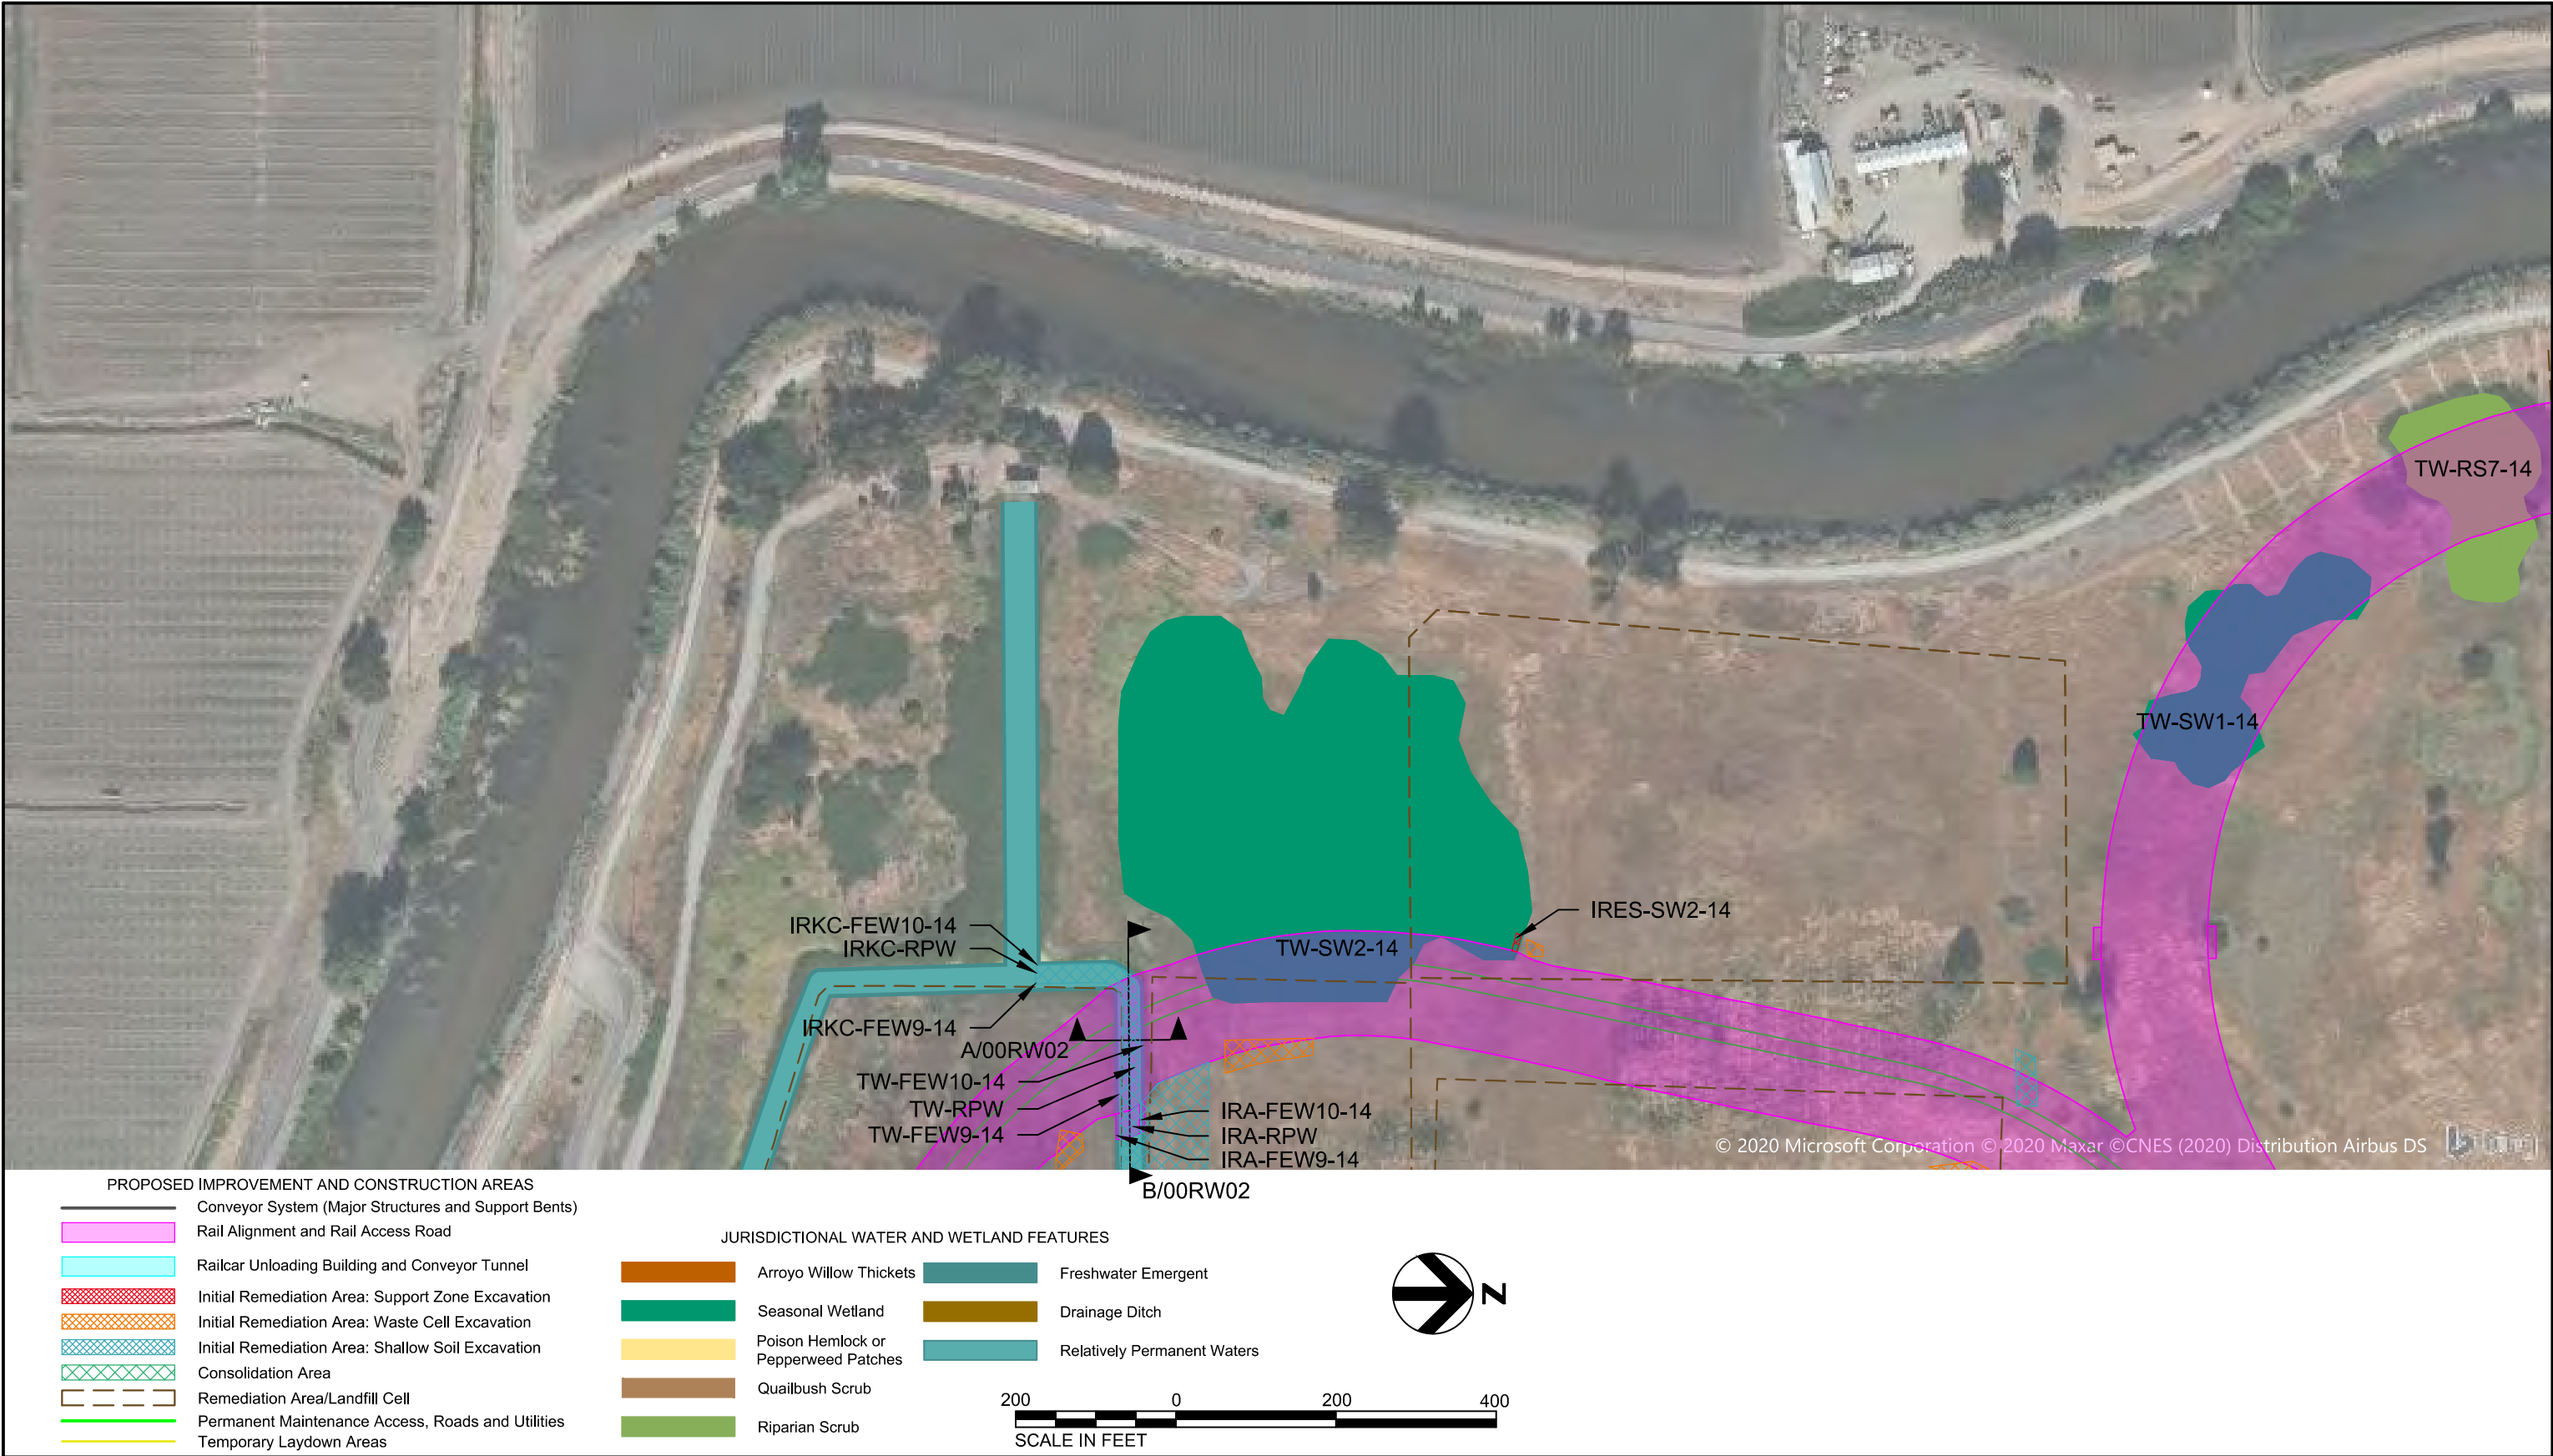 TW-RS7-14
TW-SW1-14
IRES-SW2-14
IRKC-FEW10-14
IRKC-RPW
TW-SW2-14
IRKC-FEW9-14
A/00RW02
TW-FEW10-14
TW-RPW
TW-FEW9-14
IRA-FEW10-14
IRA-RPW
IRA-FEW9-14
© 2020 Microsoft Corporation © 2020 Maxar ©CNES (2020) Distribution Airbus DS
B/00RW02
PROPOSED IMPROVEMENT AND CONSTRUCTION AREAS
Conveyor System (Major Structures and Support Bents)
Rail Alignment and Rail Access Road
Railcar Unloading Building and Conveyor Tunnel
Initial Remediation Area: Support Zone Excavation
Initial Remediation Area: Waste Cell Excavation
Initial Remediation Area: Shallow Soil Excavation
Consolidation Area
Remediation Area/Landfill Cell
Permanent Maintenance Access, Roads and Utilities
Temporary Laydown Areas
JURISDICTIONAL WATER AND WETLAND FEATURES
Arroyo Willow Thickets
Seasonal Wetland
Poison Hemlock or
Pepperweed Patches
Quailbush Scrub
Riparian Scrub
Freshwater Emergent
Drainage Ditch
Relatively Permanent Waters
N
200 0 200 400
SCALE IN FEET